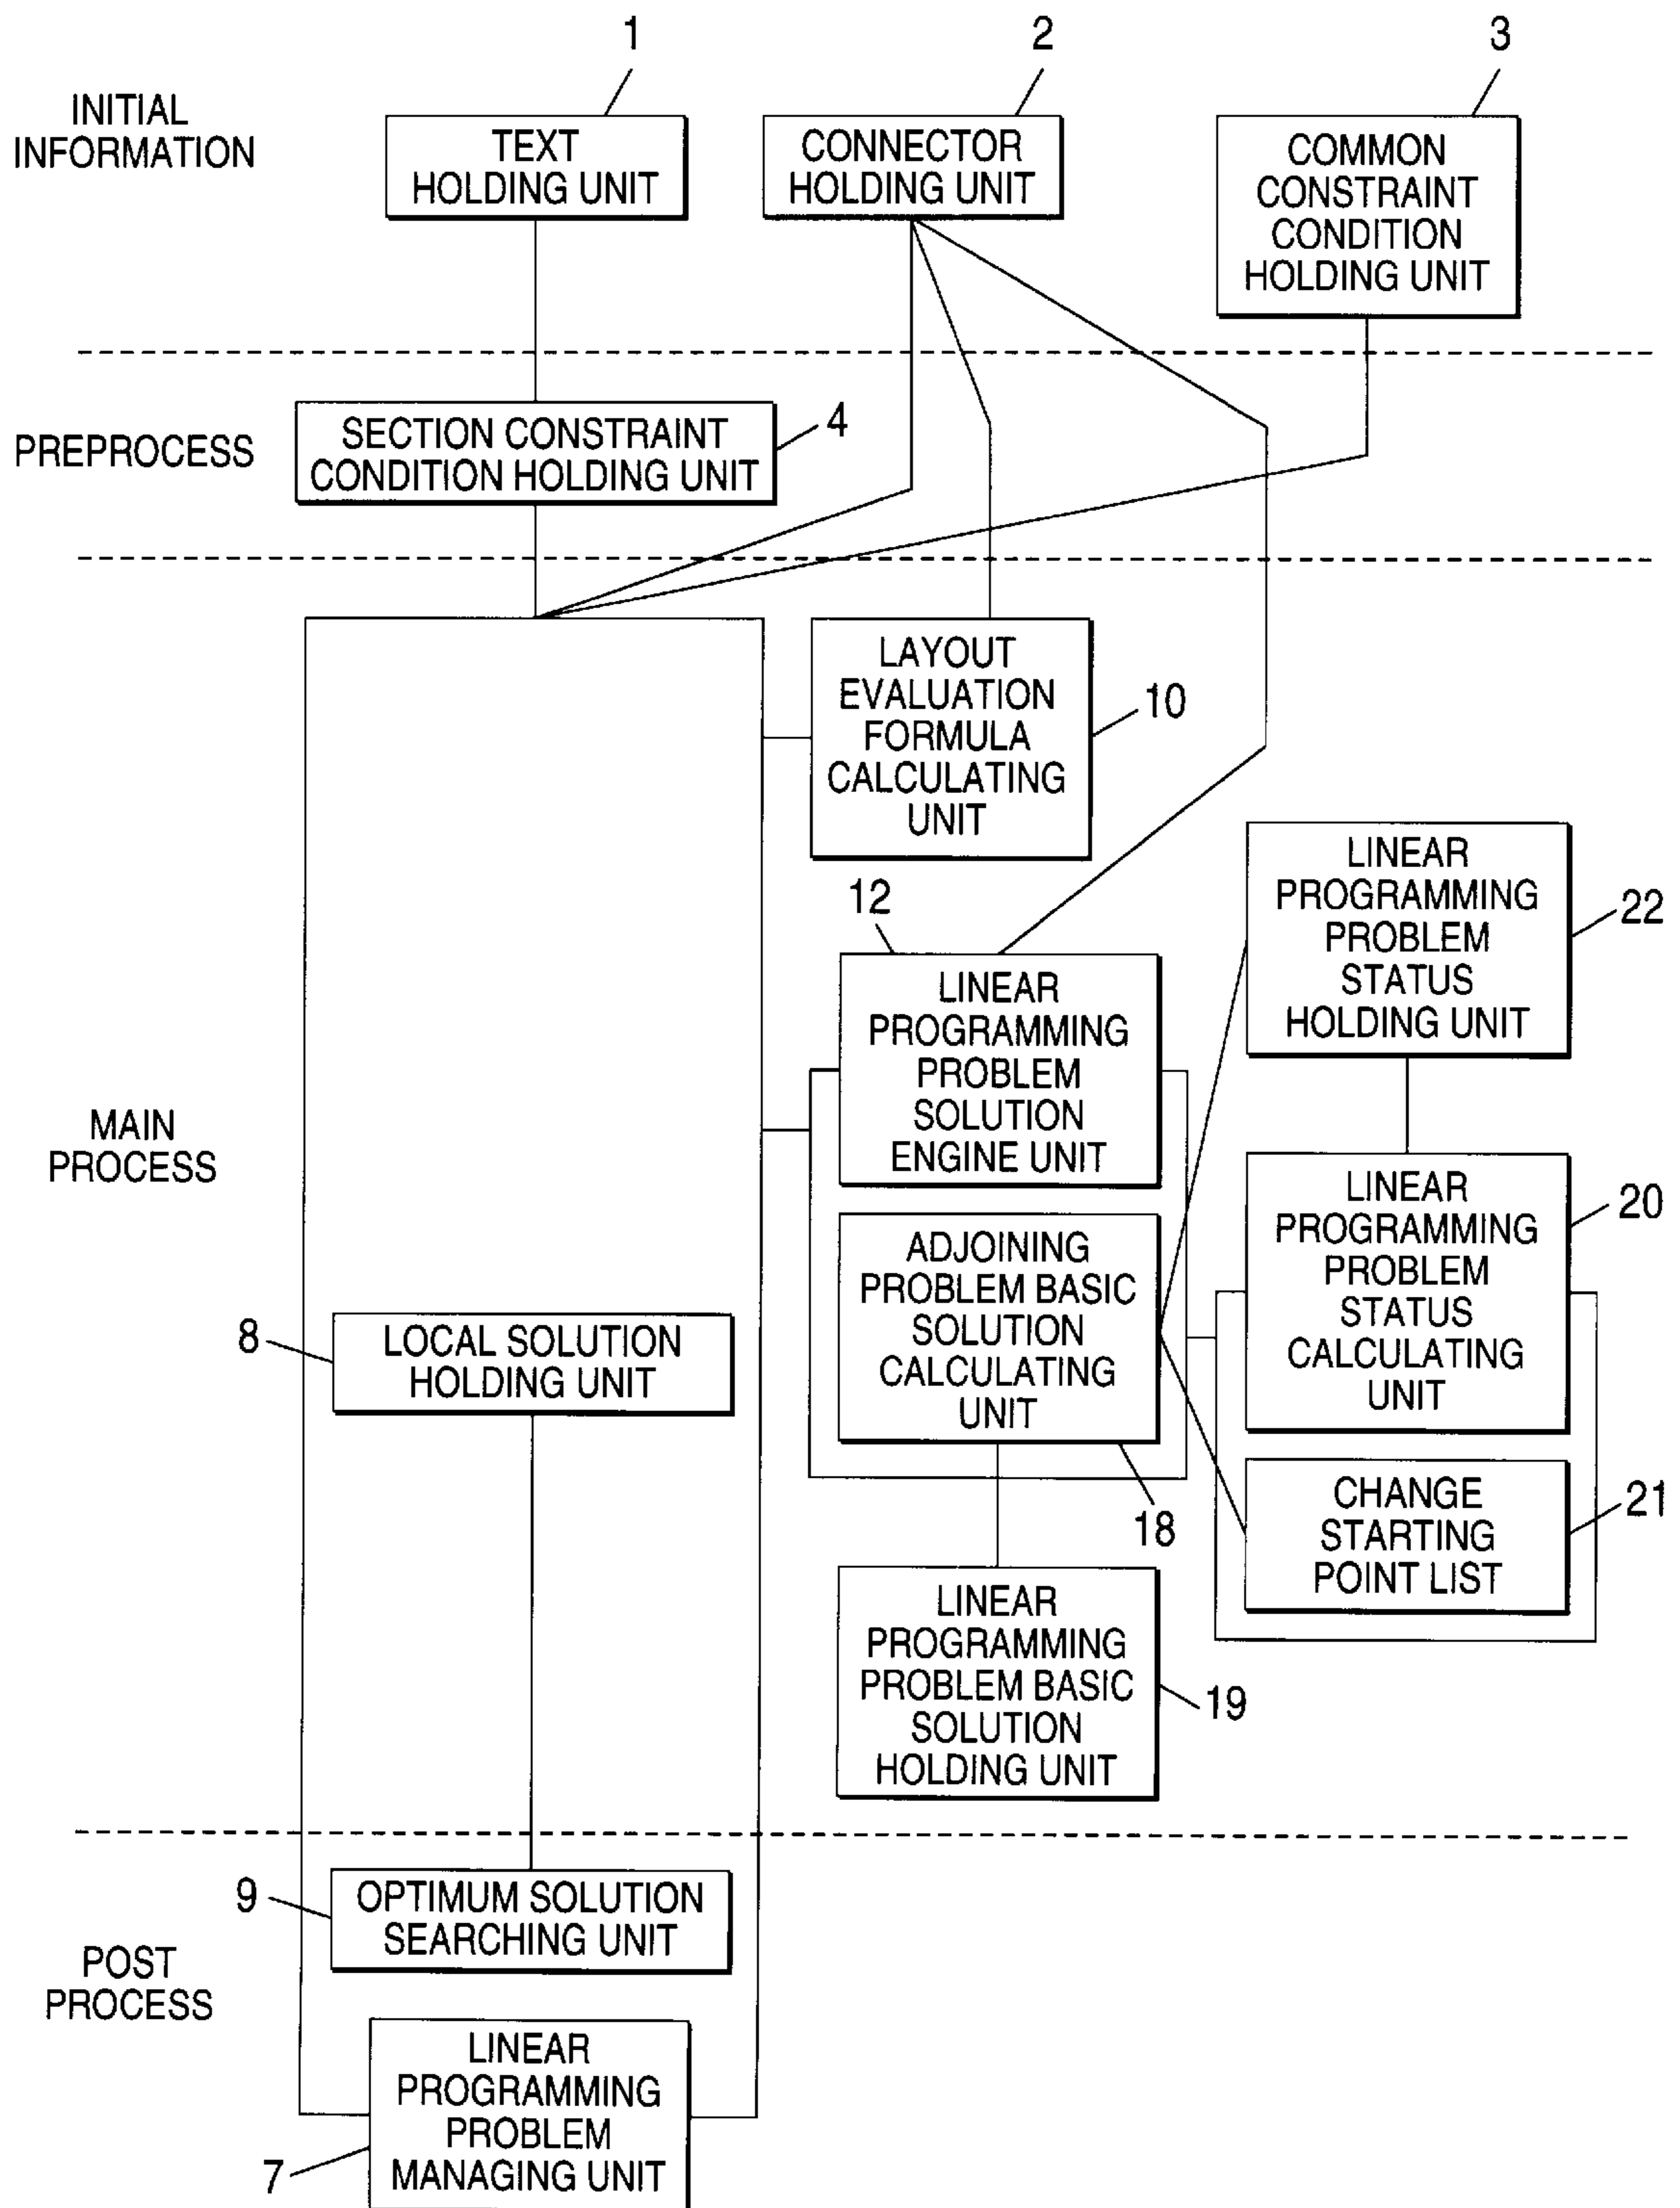 1
2
3
INITIAL
INFORMATION
TEXT
HOLDING UNIT
CONNECTOR
HOLDING UNIT
COMMON
CONSTRAINT
CONDITION
HOLDING UNIT
PREPROCESS
SECTION CONSTRAINT
CONDITION HOLDING UNIT
4
LAYOUT
EVALUATION
FORMULA
CALCULATING
UNIT
10
MAIN
PROCESS
12
LINEAR
PROGRAMMING
PROBLEM
SOLUTION
ENGINE UNIT
LINEAR
PROGRAMMING
PROBLEM
STATUS
HOLDING UNIT
22
8
LOCAL SOLUTION
HOLDING UNIT
ADJOINING
PROBLEM BASIC
SOLUTION
CALCULATING
UNIT
18
LINEAR
PROGRAMMING
PROBLEM
STATUS
CALCULATING
UNIT
20
CHANGE
STARTING
POINT LIST
21
LINEAR
PROGRAMMING
PROBLEM BASIC
SOLUTION
HOLDING UNIT
19
POST
PROCESS
9
OPTIMUM SOLUTION
SEARCHING UNIT
LINEAR
PROGRAMMING
PROBLEM
MANAGING UNIT
7